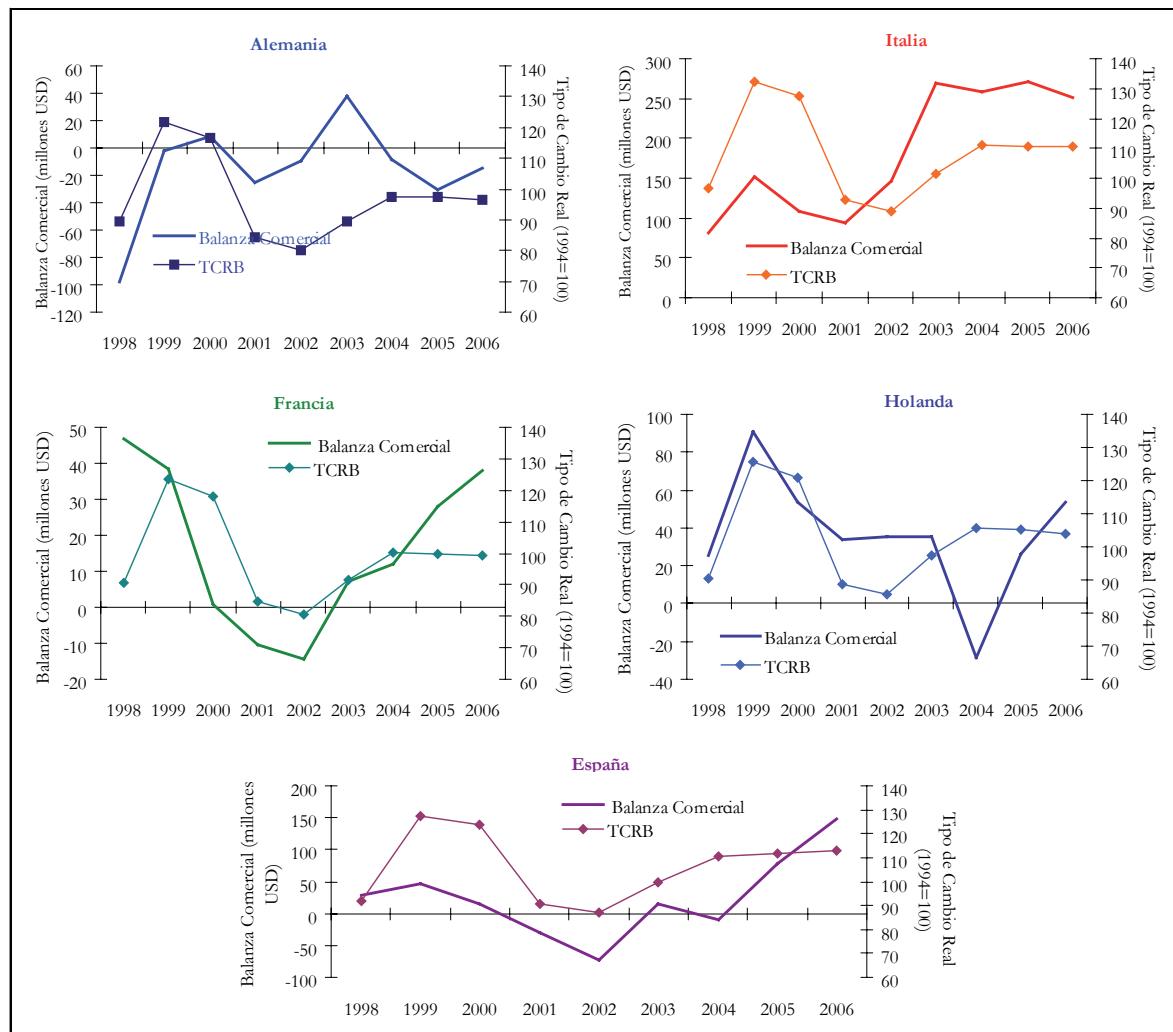 Alemania
Balanza Comercial (millones USD)
60
40
20
0
-20
-40
-60
-80
-100
-120
140
130
120
110
100
90
80
70
60
Tipo de Cambio Real (1994=100)
Balanza Comercial
TCRB
1998 1999 2000 2001 2002 2003 2004 2005 2006
Italia
Balanza Comercial (millones USD)
300
250
200
150
100
50
0
140
130
120
110
100
90
80
70
60
Tipo de Cambio Real (1994=100)
Balanza Comercial
TCRB
1998 1999 2000 2001 2002 2003 2004 2005 2006
Francia
Balanza Comercial (millones USD)
50
40
30
20
10
0
-10
-20
140
130
120
110
100
90
80
70
60
Tipo de Cambio Real (1994=100)
Balanza Comercial
TCRB
1998 1999 2000 2001 2002 2003 2004 2005 2006
Holanda
Balanza Comercial (millones USD)
100
80
60
40
20
0
-20
-40
140
130
120
110
100
90
80
70
60
Tipo de Cambio Real (1994=100)
Balanza Comercial
TCRB
1998 1999 2000 2001 2002 2003 2004 2005 2006
España
Balanza Comercial (millones
USD)
200
150
100
50
0
-50
-100
140
130
120
110
100
90
80
70
60
Tipo de Cambio Real
(1994=100)
Balanza Comercial
TCRB
1998 1999 2000 2001 2002 2003 2004 2005 2006